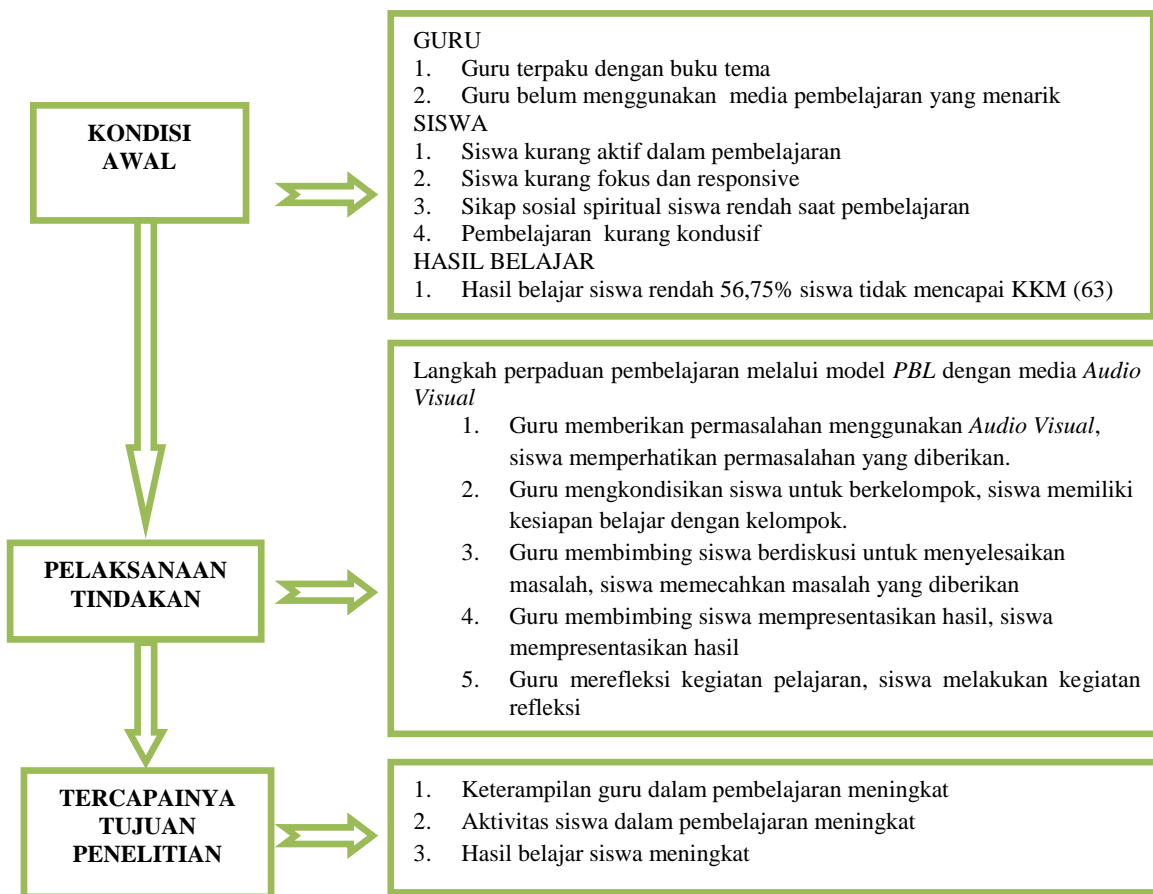 KONDISI
AWAL
GURU
1. Guru terpaku dengan buku tema
2. Guru belum menggunakan media pembelajaran yang menarik
SISWA
1. Siswa kurang aktif dalam pembelajaran
2. Siswa kurang fokus dan responsive
3. Sikap sosial spiritual siswa rendah saat pembelajaran
4. Pembelajaran kurang kondusif
HASIL BELAJAR
1. Hasil belajar siswa rendah 56,75% siswa tidak mencapai KKM (63)
PELAKSANAAN
TINDAKAN
Langkah perpaduan pembelajaran melalui model PBL dengan media Audio
Visual
1. Guru memberikan permasalahan menggunakan Audio Visual,
siswa memperhatikan permasalahan yang diberikan.
2. Guru mengkondisikan siswa untuk berkelompok, siswa memiliki
kesiapan belajar dengan kelompok.
3. Guru membimbing siswa berdiskusi untuk menyelesaikan
masalah, siswa memecahkan masalah yang diberikan
4. Guru membimbing siswa mempresentasikan hasil, siswa
mempresentasikan hasil
5. Guru merefleksi kegiatan pelajaran, siswa melakukan kegiatan
refleksi
TERCAPAINYA
TUJUAN
PENELITIAN
1. Keterampilan guru dalam pembelajaran meningkat
2. Aktivitas siswa dalam pembelajaran meningkat
3. Hasil belajar siswa meningkat